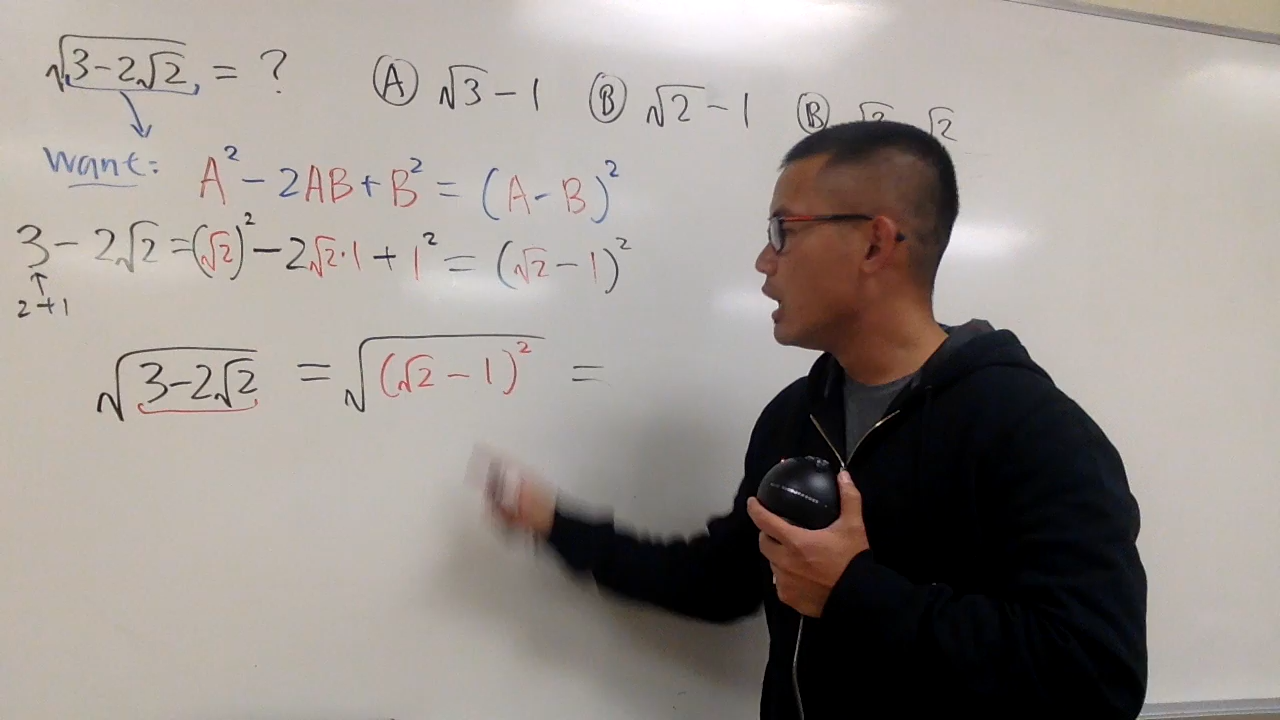 √(3-2√2) = ? Ⓐ √3 - 1 Ⓑ √2 - 1 Ⓑ √2
Want: A² - 2AB + B² = (A - B)²
3 - 2√2 = (√2)² - 2√2·1 + 1² = (√2 - 1)²
↑
2+1
√(3-2√2) = √((√2 - 1)²) =